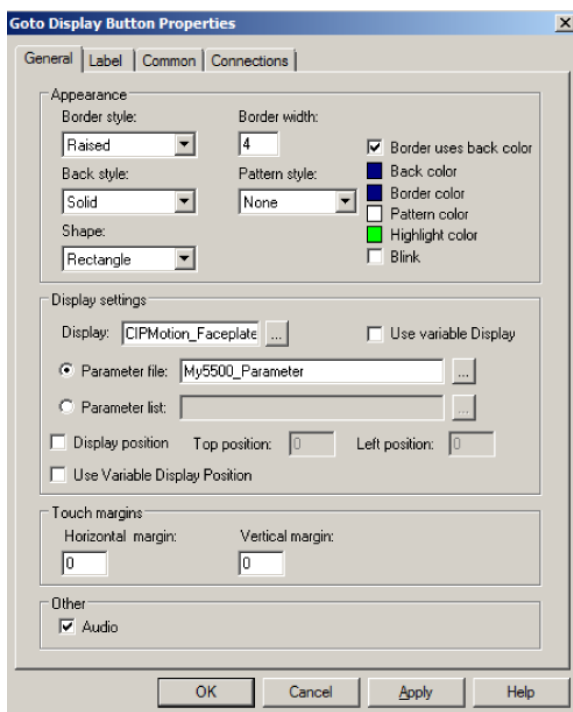 Goto Display Button Properties
General Label Common Connections
Appearance
Border style: Border width:
Raised 4 Border uses back color
Back style: Pattern style: Back color
Solid None Border color
Pattern color
Shape: Highlight color
Rectangle Blink
Display settings
Display: CIPMotion_Faceplate ... Use variable Display
Parameter file: My5500_Parameter ...
Parameter list: ...
Display position Top position: 0 Left position: 0
Use Variable Display Position
Touch margins
Horizontal margin: Vertical margin:
0 0
Other
Audio
OK Cancel Apply Help